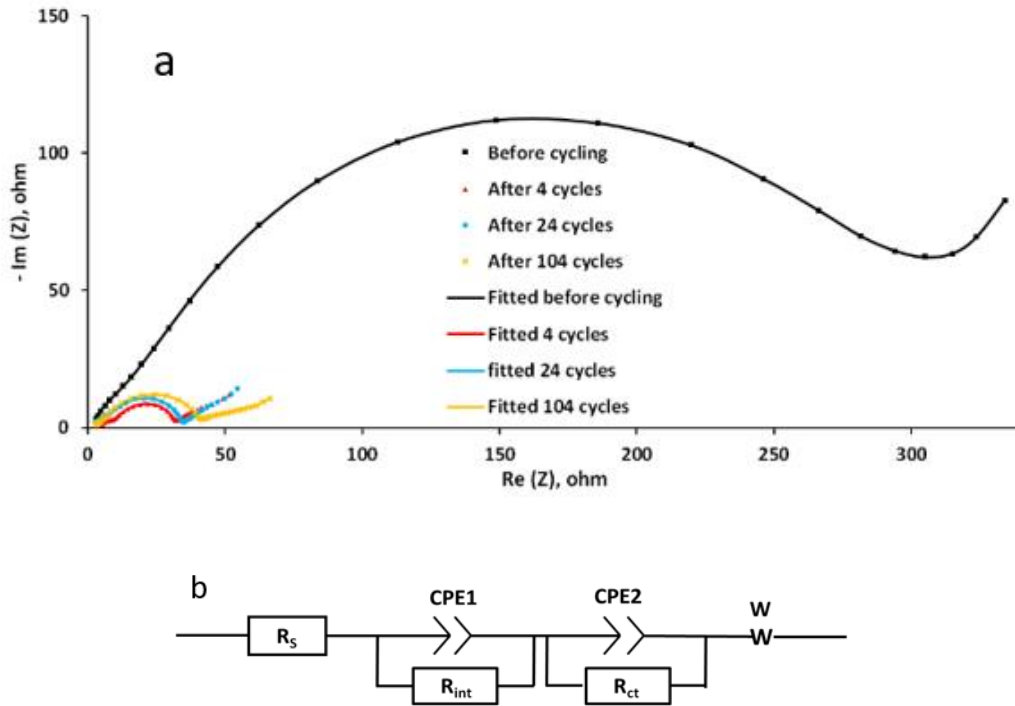 a
150
100
50
0
- Im (Z), ohm
0 50 100 150 200 250 300
Re (Z), ohm
Before cycling
After 4 cycles
After 24 cycles
After 104 cycles
Fitted before cycling
Fitted 4 cycles
fitted 24 cycles
Fitted 104 cycles
b
CPE1 CPE2 W
RS W
Rint Rct